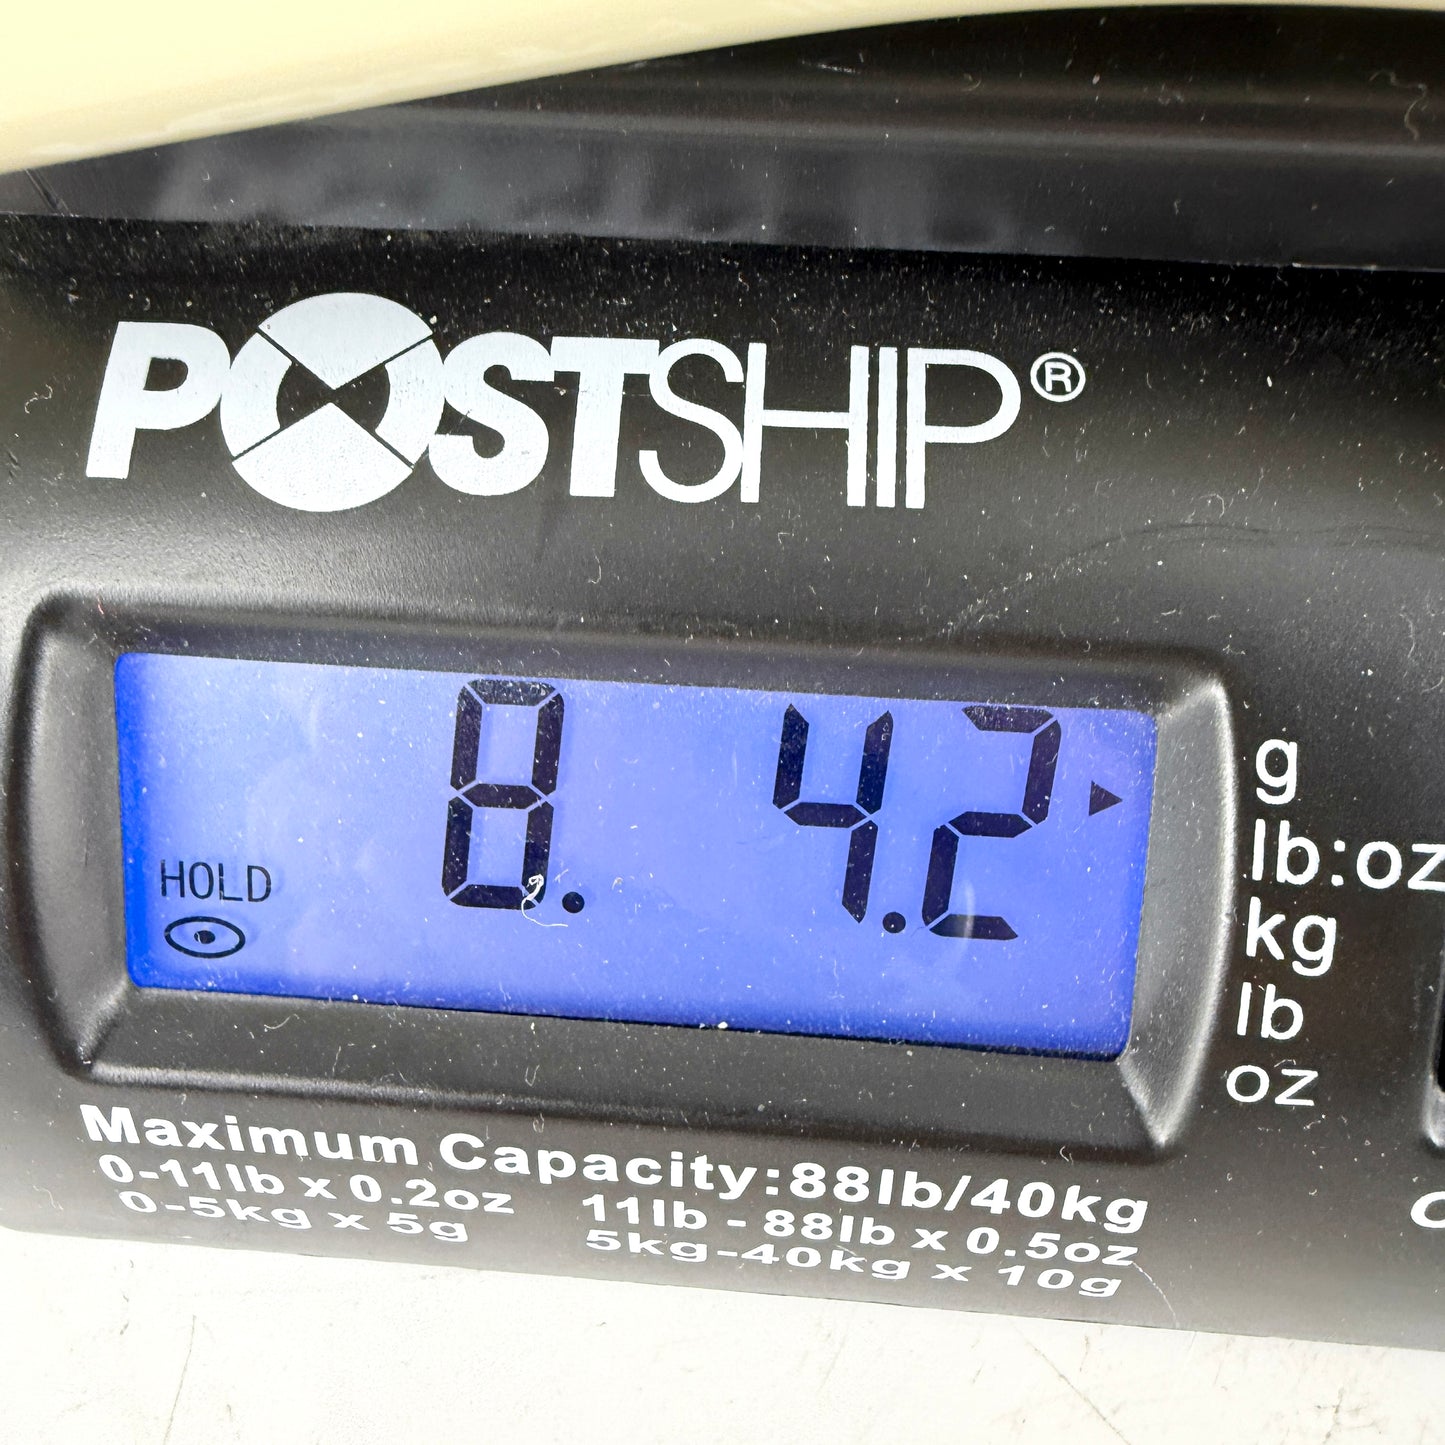 POSTSHIP®
8. 4.2
HOLD
g
lb:oz
kg
lb
oz
Maximum Capacity:88lb/40kg
0-11lb x 0.2oz 11lb - 88lb x 0.5oz
0-5kg x 5g 5kg-40kg x 10g